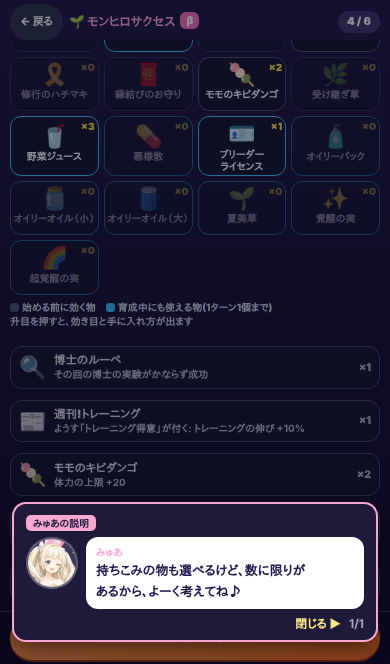 ← 戻る
🌱 モンヒロサクセス β
4 / 6
×0 ×0 ×2 ×0
修行のハチマキ 縁結びのお守り モモのキビダンゴ 受け継ぎ草
×3 ×0 ×1 ×0
野菜ジュース 悪様散 ブリーダー オイリーパック
ライセンス
×0 ×0 ×0 ×0
オイリーオイル(小) オイリーオイル(大) 夏美草 覚醒の実
×0
超覚醒の実
始める前に効く物 育成中にも使える物(1ターン1個まで)
升目を押すと、効き目と手に入れ方が出ます
博士のルーペ
その回の博士の実験がかならず成功
×1
週刊!トレーニング
ようす「トレーニング得意」が付く: トレーニングの伸び +10%
×1
モモのキビダンゴ
体力の上限 +20
×2
みゅあの説明
みゅあ
持ちこみの物も選べるけど、数に限りが
あるから、よーく考えてね♪
閉じる ▶ 1/1